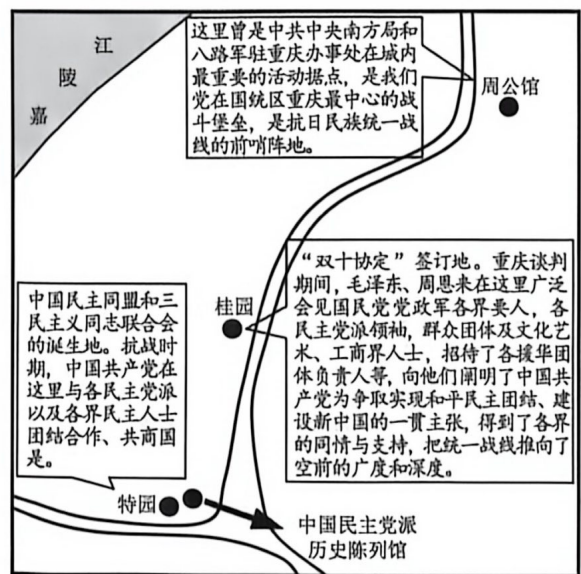 嘉
陵
江
这里曾是中共中央南方局和
八路军驻重庆办事处在城内
最重要的活动据点，是我们
党在国统区重庆最中心的战
斗堡垒，是抗日民族统一战
线的前哨阵地。
周公馆
“双十协定”签订地。重庆谈判
期间，毛泽东、周恩来在这里广泛
会见国民党党政军各界要人，各
民主党派领袖，群众团体及文化艺
术、工商界人士，招待了各援华团
体负责人等，向他们阐明了中国共
产党为争取实现和平民主团结、建
设新中国的一贯主张，得到了各界
的同情与支持，把统一战线推向了
空前的广度和深度。
桂园
中国民主同盟和三
民主义同志联合会
的诞生地。抗战时
期，中国共产党在
这里与各民主党派
以及各界民主人士
团结合作、共商国
是。
特园
中国民主党派
历史陈列馆